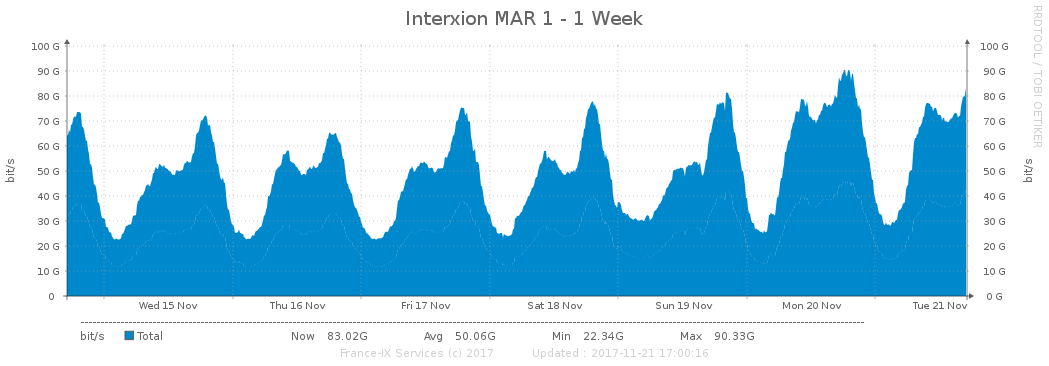 Interxion MAR 1 - 1 Week
RRDTOOL / TOBI OETIKER
100 G 100 G
90 G 90 G
80 G 80 G
70 G 70 G
60 G 60 G
50 G 50 G
40 G 40 G
30 G 30 G
20 G 20 G
10 G 10 G
0 0 G
bit/s
bit/s
Wed 15 Nov Thu 16 Nov Fri 17 Nov Sat 18 Nov Sun 19 Nov Mon 20 Nov Tue 21 Nov
bit/s Total Now 83.02G Avg 50.06G Min 22.34G Max 90.33G
France-IX Services (c) 2017 Updated : 2017-11-21 17:00:16